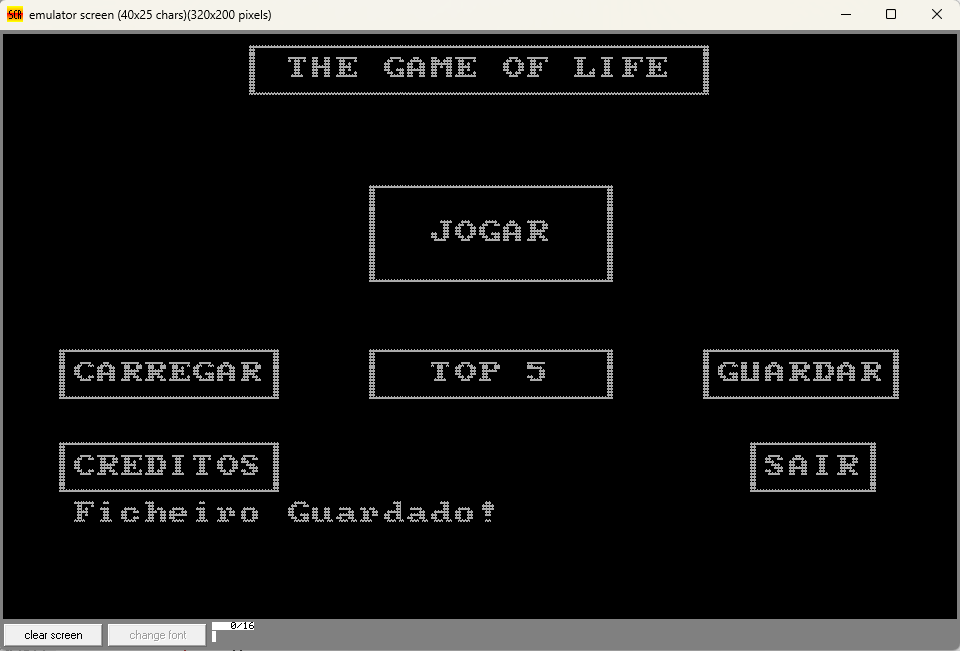 SCR emulator screen (40x25 chars)(320x200 pixels)
THE GAME OF LIFE
JOGAR
CARREGAR TOP 5 GUARDAR
CREDITOS SAIR
Ficheiro Guardado!
clear screen change font 0/16